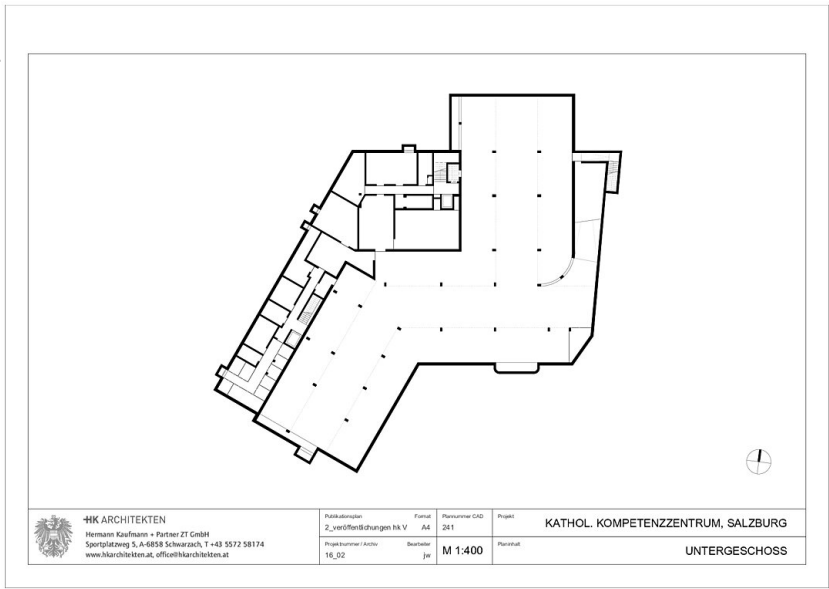 HK ARCHITEKTEN
Hermann Kaufmann + Partner ZT GmbH
Sportplatzweg 5, A-6858 Schwarzach, T +43 5572 58174
www.hkarchitekten.at, office@hkarchitekten.at
Publikationsplan Format
2_veröffentlichungen hk V A4
Projektnummer / Archiv Bearbeiter
16_02 jw
Plannummer CAD
241
M 1:400
Projekt
KATHOL. KOMPETENZZENTRUM, SALZBURG
Planinhalt
UNTERGESCHOSS